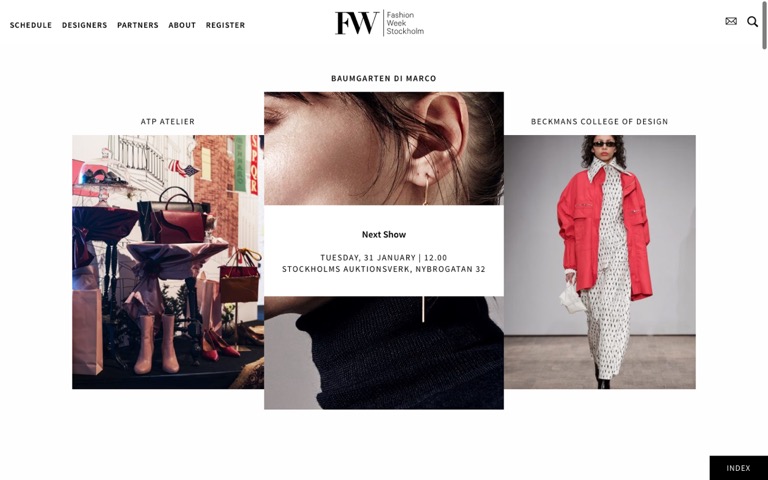 SCHEDULE DESIGNERS PARTNERS ABOUT REGISTER
FW
Fashion
Week
Stockholm
BAUMGARTEN DI MARCO
ATP ATELIER
BECKMANS COLLEGE OF DESIGN
Next Show
TUESDAY, 31 JANUARY | 12.00
STOCKHOLMS AUKTIONSVERK, NYBROGATAN 32
INDEX